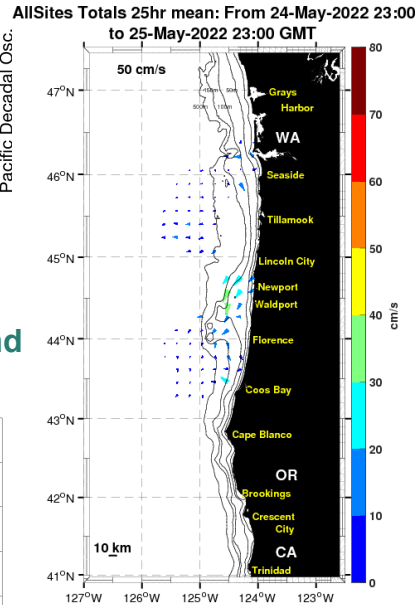 AllSites Totals 25hr mean: From 24-May-2022 23:00
to 25-May-2022 23:00 GMT
Pacific Decadal Osc.
nd
50 cm/s
47°N
46°N
45°N
44°N
43°N
42°N
41°N
50m
500m
Grays
Harbor
WA
Seaside
Tillamook
Lincoln City
Newport
Waldport
Florence
Coos Bay
Cape Blanco
OR
Brookings
Crescent
City
CA
Trinidad
10 km
127°W
126°W
125°W
124°W
123°W
80
70
60
50
40
30
20
10
0
cm/s